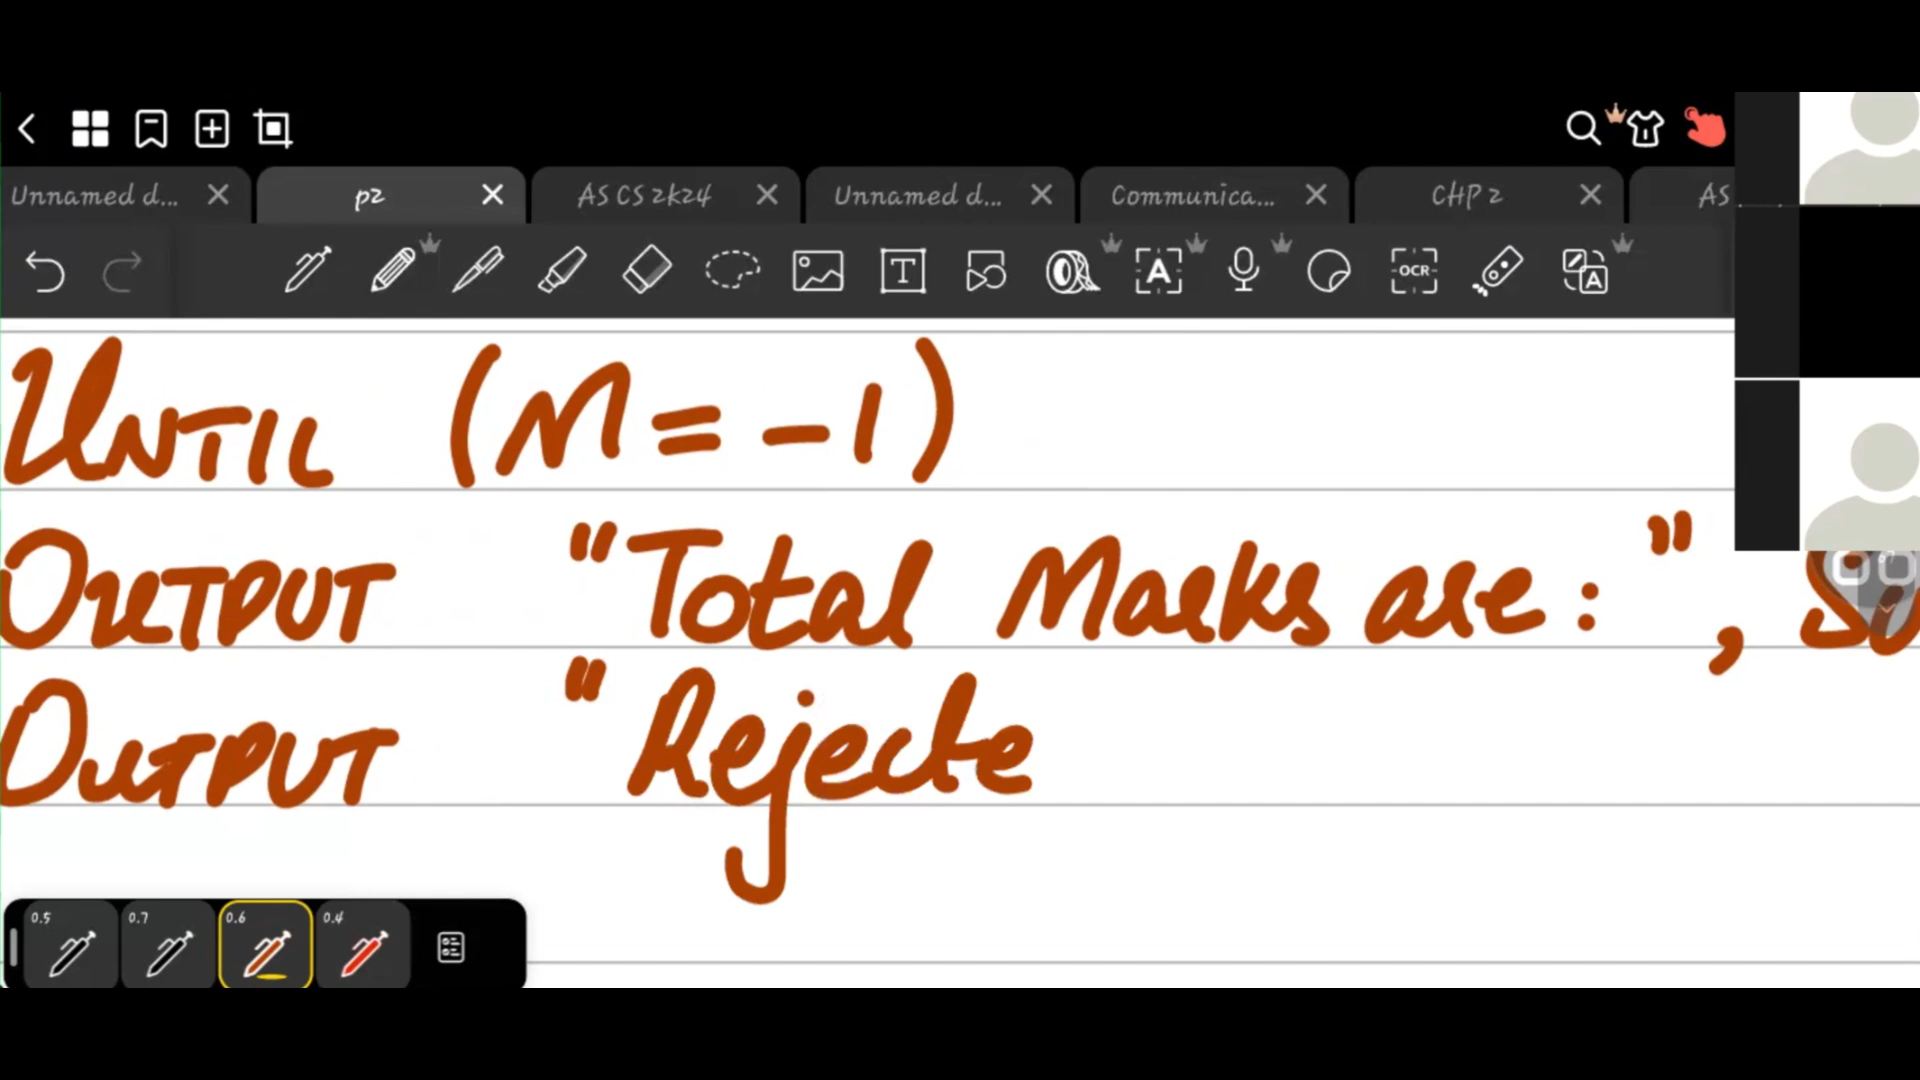 Unnamed d... p2 AS CS 2k24 Unnamed d... Communica... CHP 2 AS
T A OCR A
UNTIL (M = -1)
OUTPUT "Total Marks are: ",
OUTPUT "Rejecte
0.5 0.7 0.6 0.4